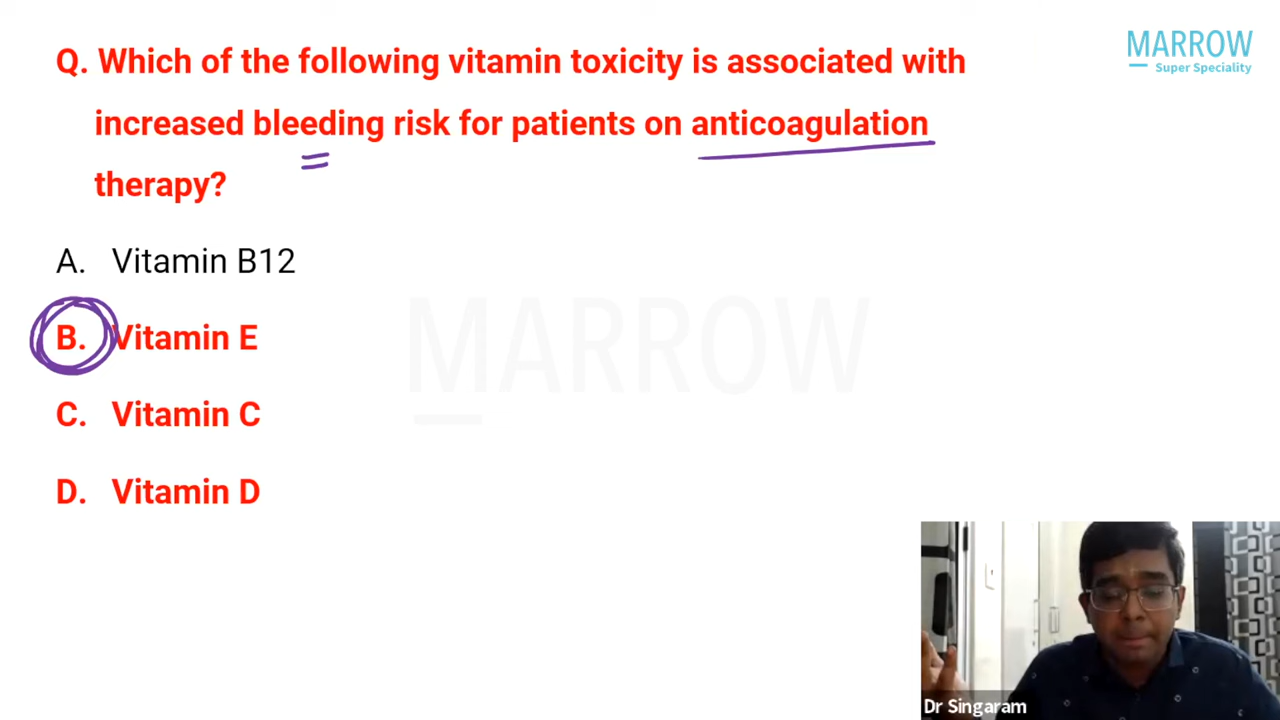 MARROW
Super Speciality
Q. Which of the following vitamin toxicity is associated with
increased bleeding risk for patients on anticoagulation
therapy?
A. Vitamin B12
B. Vitamin E
C. Vitamin C
D. Vitamin D
MARROW
Dr Singaram